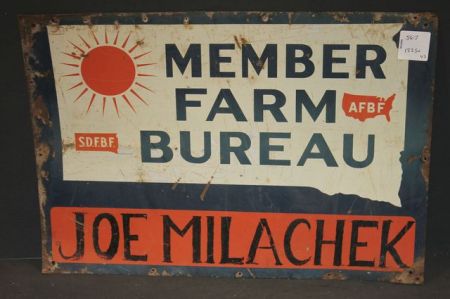 MEMBER
FARM
AFBF
S.D.F.B.F.
BUREAU
JOE MILACHEK